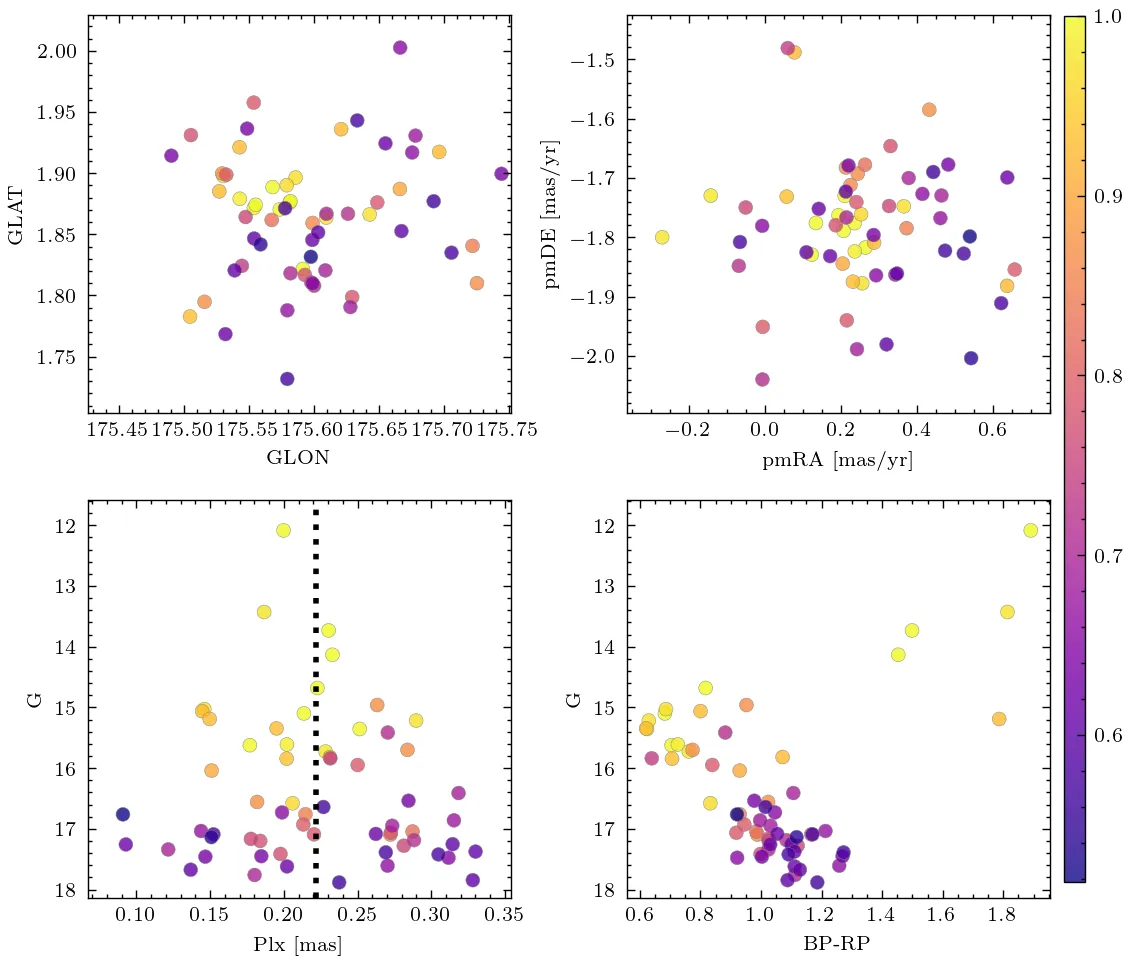 2.00
1.95
1.90
1.85
1.80
1.75
GLAT
175.45 175.50 175.55 175.60 175.65 175.70 175.75
GLON
−1.5
−1.6
−1.7
−1.8
−1.9
−2.0
pmDE [mas/yr]
−0.2 0.0 0.2 0.4 0.6
pmRA [mas/yr]
12
13
14
15
16
17
18
G
0.10 0.15 0.20 0.25 0.30 0.35
Plx [mas]
12
13
14
15
16
17
18
G
0.6 0.8 1.0 1.2 1.4 1.6 1.8
BP-RP
1.0
0.9
0.8
0.7
0.6